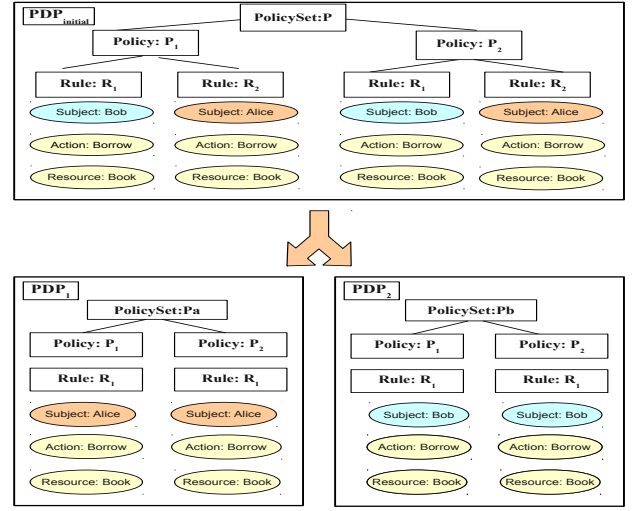 PDP initial
PolicySet:P
Policy: P1 Policy: P2
Rule: R1 Rule: R2 Rule: R1 Rule: R2
Subject: Bob Subject: Alice Subject: Bob Subject: Alice
Action: Borrow Action: Borrow Action: Borrow Action: Borrow
Resource: Book Resource: Book Resource: Book Resource: Book
PDP1
PolicySet:Pa
Policy: P1 Policy: P2
Rule: R1 Rule: R1
Subject: Alice Subject: Alice
Action: Borrow Action: Borrow
Resource: Book Resource: Book
PDP2
PolicySet:Pb
Policy: P1 Policy: P2
Rule: R1 Rule: R1
Subject: Bob Subject: Bob
Action: Borrow Action: Borrow
Resource: Book Resource: Book